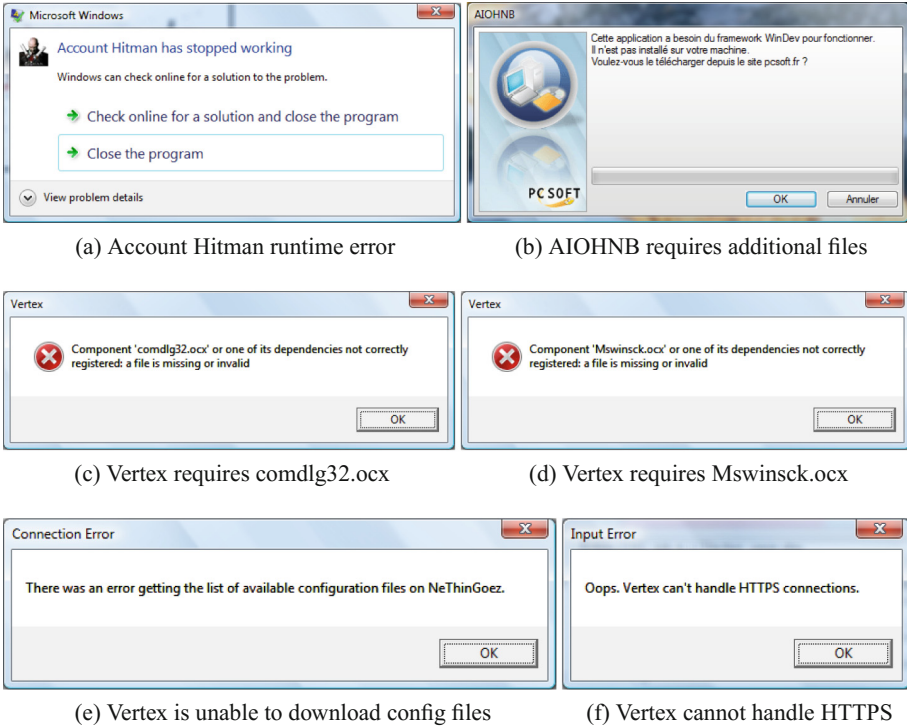 Microsoft Windows
Account Hitman has stopped working
Windows can check online for a solution to the problem.
Check online for a solution and close the program
Close the program
View problem details
(a) Account Hitman runtime error
AIOHNB
Cette application a besoin du framework WinDev pour fonctionner.
Il n'est pas installé sur votre machine.
Voulez-vous le télécharger depuis le site pcsoft.fr ?
PC SOFT
OK
Annuler
(b) AIOHNB requires additional files
Vertex
Component 'comdlg32.ocx' or one of its dependencies not correctly
registered: a file is missing or invalid
OK
(c) Vertex requires comdlg32.ocx
Vertex
Component 'Mswinsck.ocx' or one of its dependencies not correctly
registered: a file is missing or invalid
OK
(d) Vertex requires Mswinsck.ocx
Connection Error
There was an error getting the list of available configuration files on NeThinGoez.
OK
(e) Vertex is unable to download config files
Input Error
Oops. Vertex can't handle HTTPS connections.
OK
(f) Vertex cannot handle HTTPS